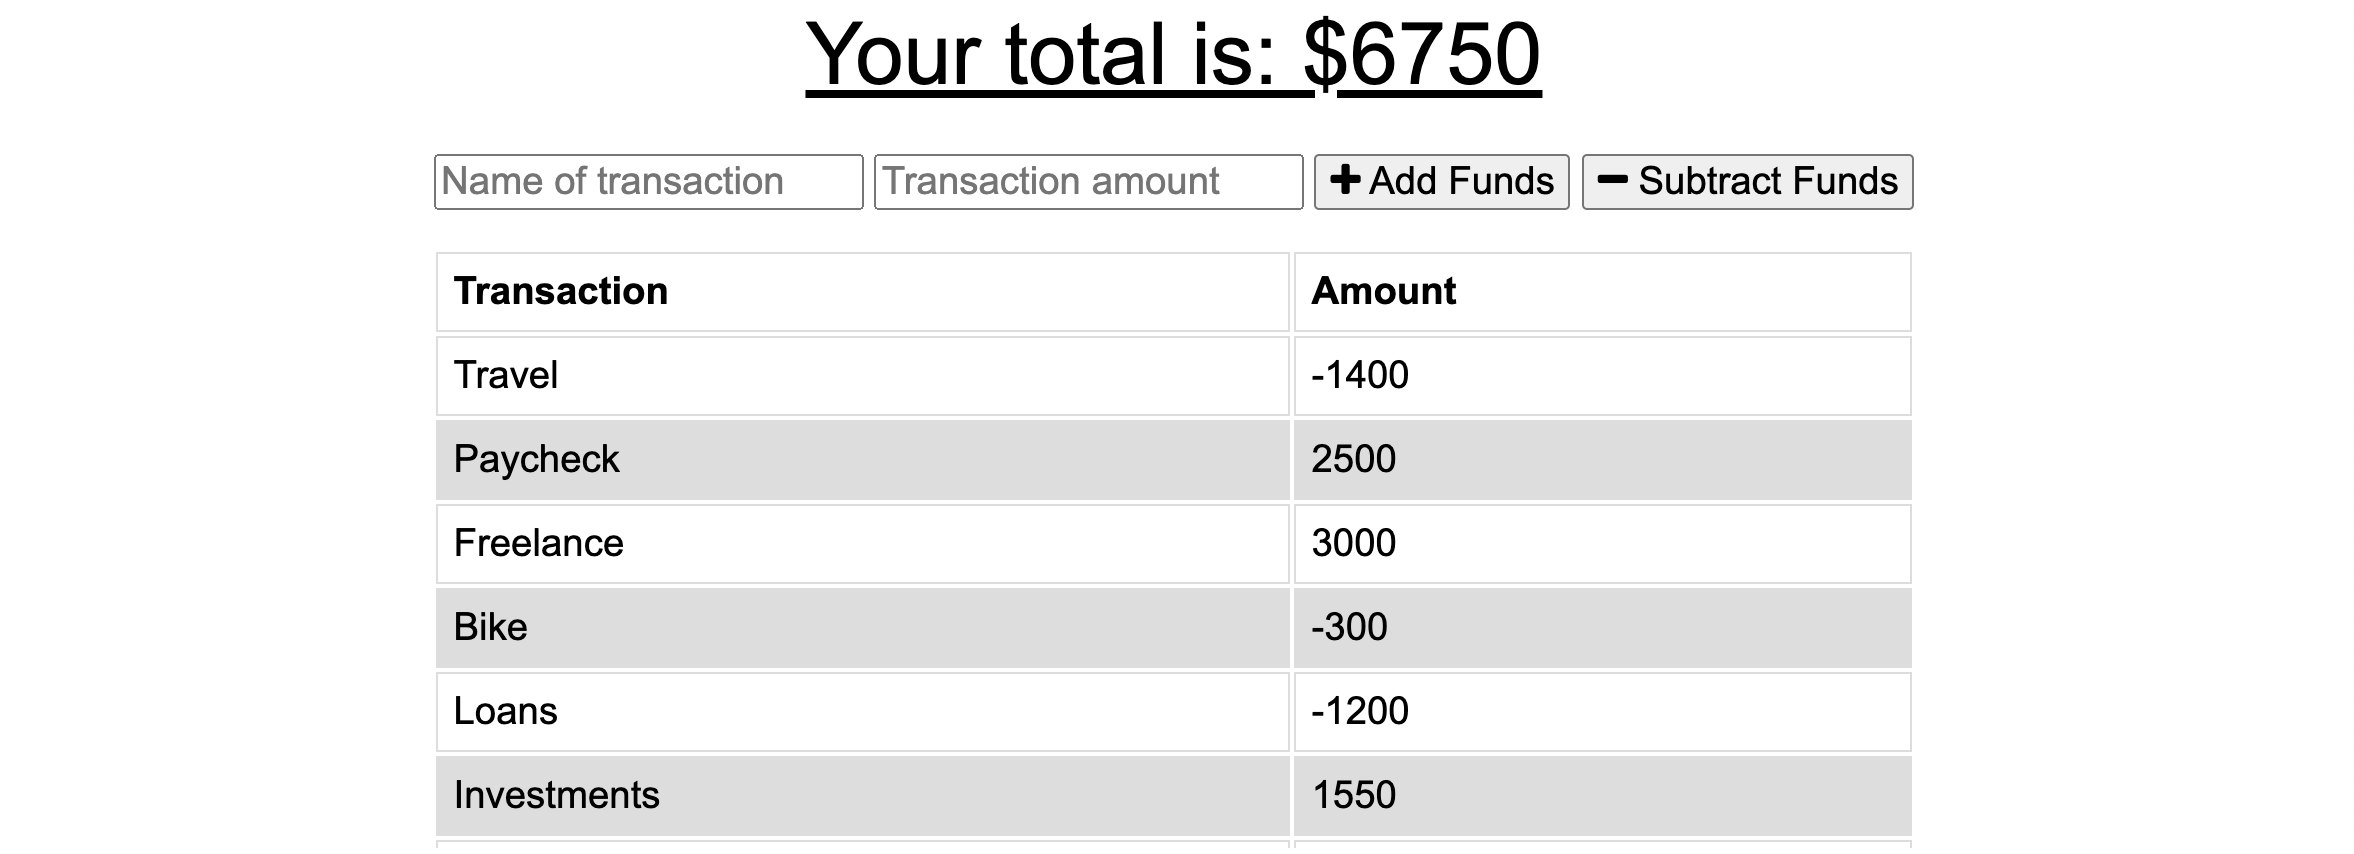 Your total is: $6750
Name of transaction Transaction amount Add Funds Subtract Funds
Transaction Amount
Travel -1400
Paycheck 2500
Freelance 3000
Bike -300
Loans -1200
Investments 1550